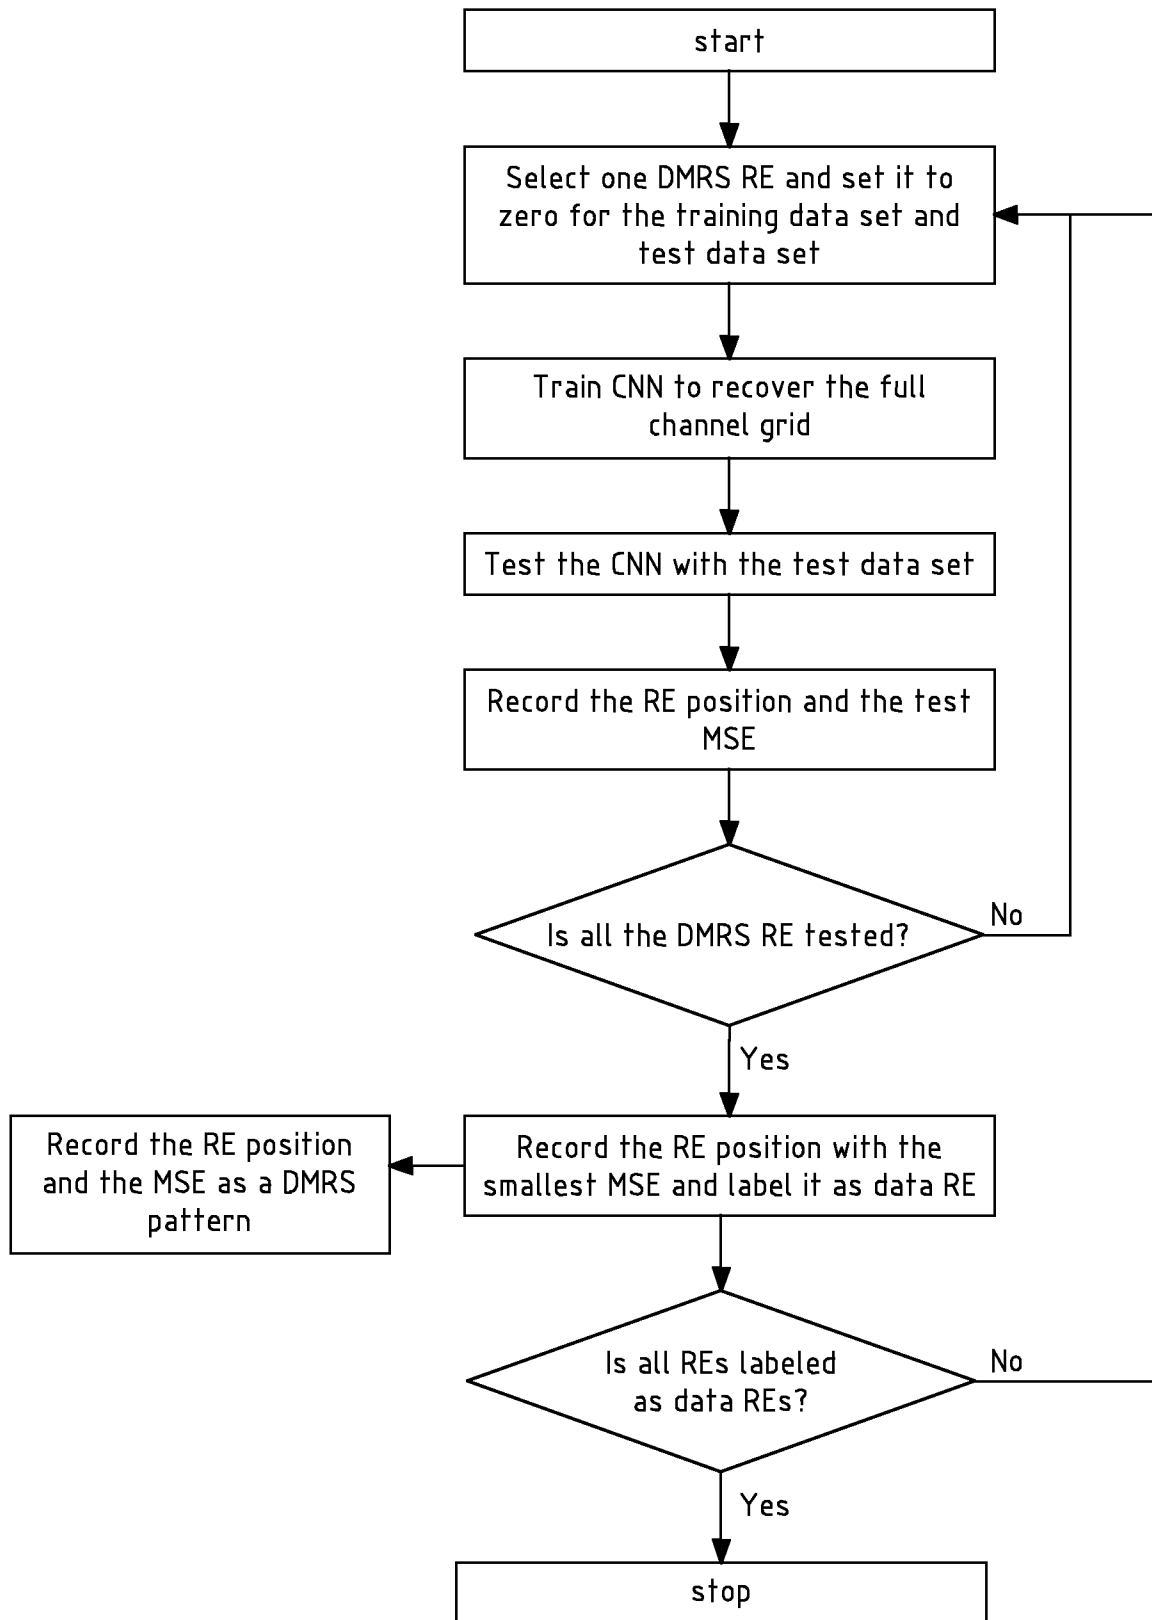 start
Select one DMRS RE and set it to
zero for the training data set and
test data set
Train CNN to recover the full
channel grid
Test the CNN with the test data set
Record the RE position and the test
MSE
Is all the DMRS RE tested?
No
Yes
Record the RE position
and the MSE as a DMRS
pattern
Record the RE position with the
smallest MSE and label it as data RE
Is all REs labeled
as data REs?
No
Yes
stop